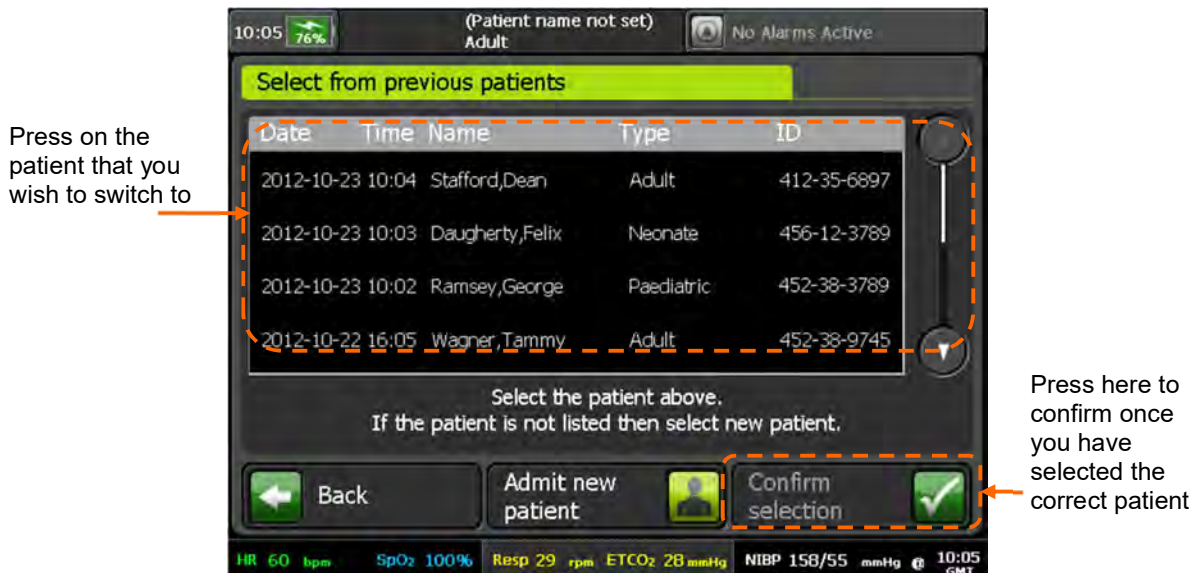 10:05 76% (Patient name not set) No Alarms Active
Adult
Select from previous patients
Press on the
patient that you
wish to switch to
Date Time Name Type ID
2012-10-23 10:04 Stafford,Dean Adult 412-35-6897
2012-10-23 10:03 Daugherty,Felix Neonate 456-12-3789
2012-10-23 10:02 Ramsey,George Paediatric 452-38-3789
2012-10-22 16:05 Wagner,Tammy Adult 452-38-9745
Select the patient above.
If the patient is not listed then select new patient.
Press here to
confirm once
you have
selected the
correct patient
Back
Admit new
patient
Confirm
selection
HR 60 bpm SpO2 100% Resp 29 rpm ETCO2 28 mmHg NIBP 158/55 mmHg @ 10:05
GMT